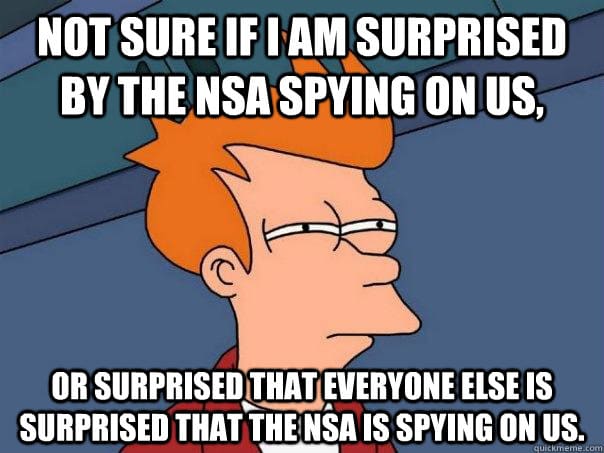 NOT SURE IF I AM SURPRISED
BY THE NSA SPYING ON US,
OR SURPRISED THAT EVERYONE ELSE IS
SURPRISED THAT THE NSA IS SPYING ON US.
quickmeme.com